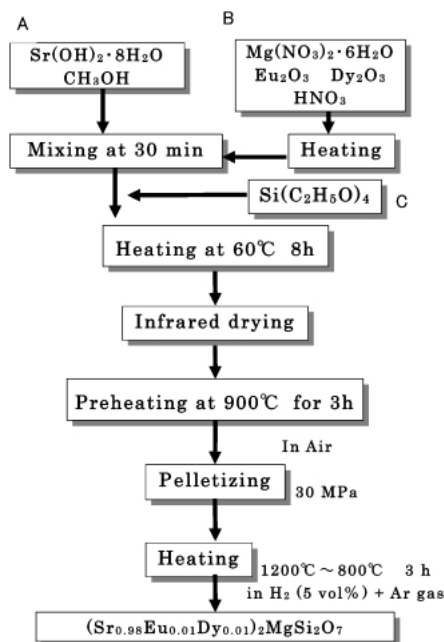 A
B
Sr(OH)₂·8H₂O
CH₃OH
Mg(NO₃)₂·6H₂O
Eu₂O₃ Dy₂O₃
HNO₃
Mixing at 30 min
Heating
Si(C₂H₅O)₄
C
Heating at 60℃ 8h
Infrared drying
Preheating at 900℃ for 3h
In Air
Pelletizing
30 MPa
Heating
1200℃～800℃ 3 h
in H₂ (5 vol%) + Ar gas
(Sr₀.₉₈Eu₀.₀₁Dy₀.₀₁)₂MgSi₂O₇